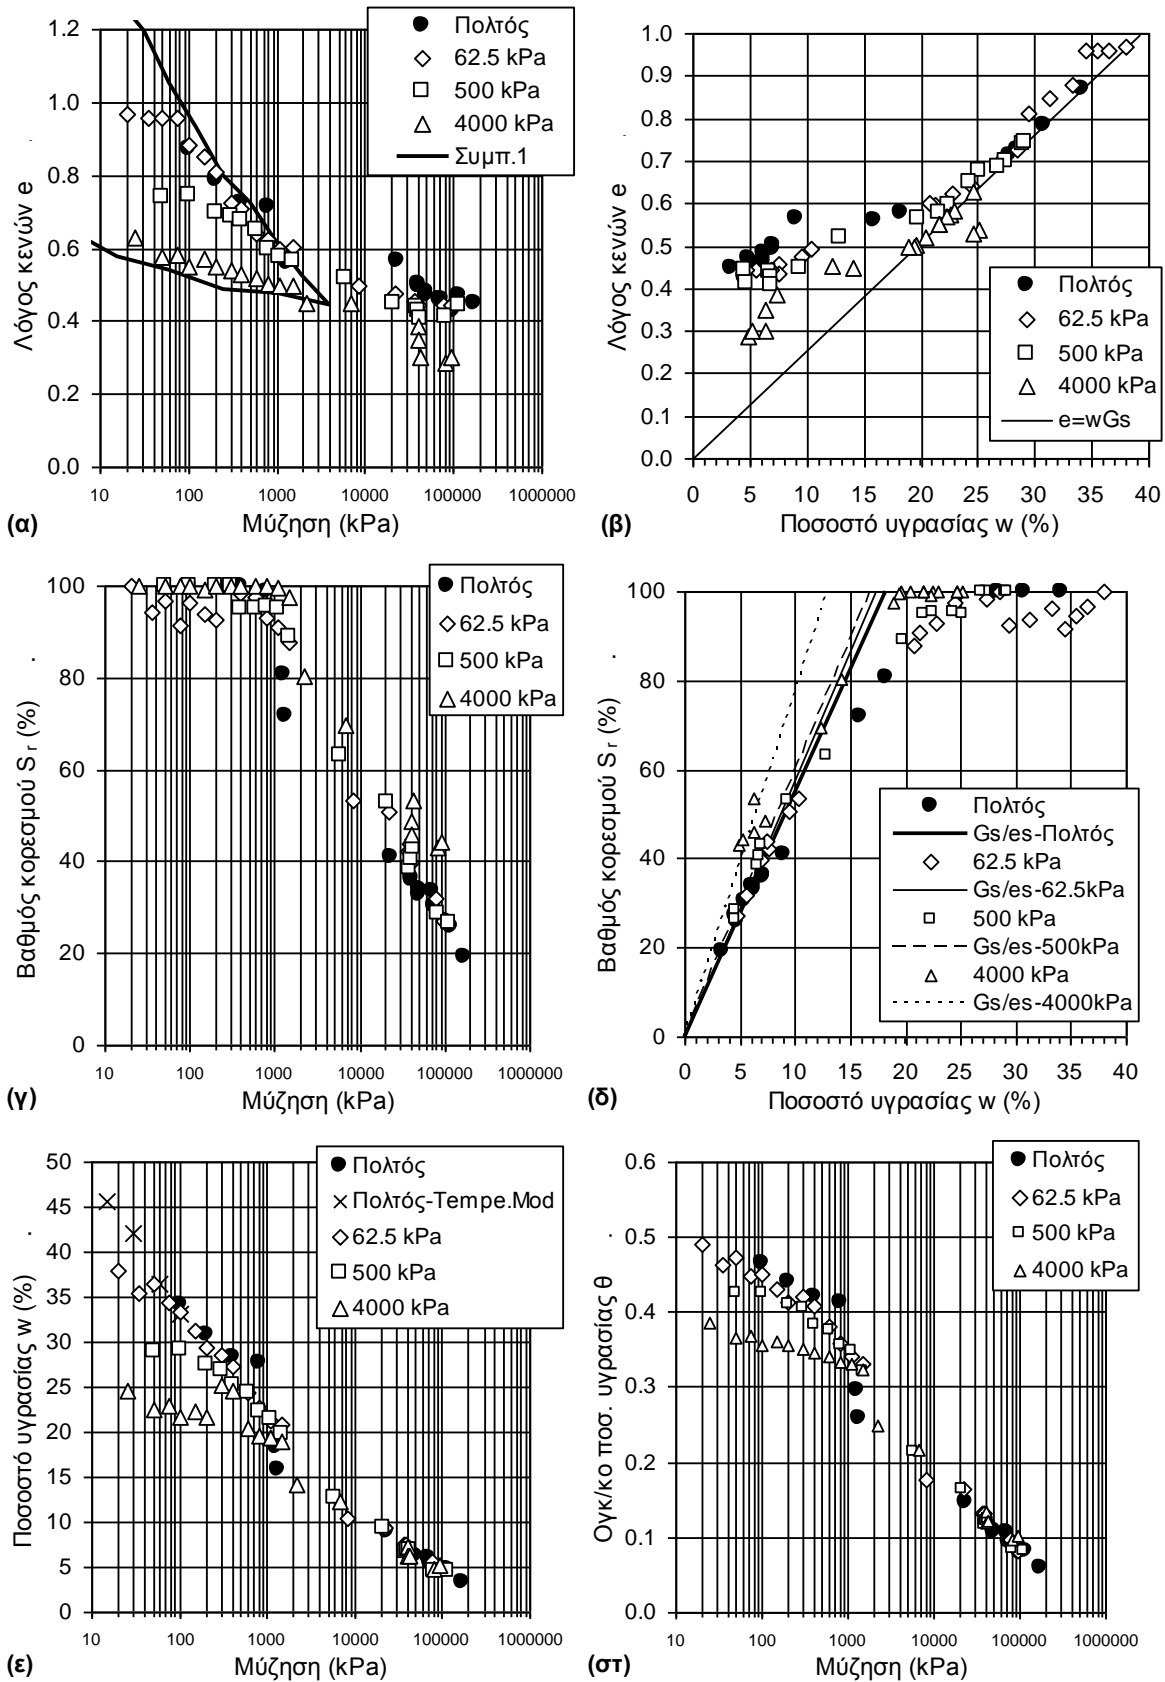 Λόγος κενών e
1.2
1.0
0.8
0.6
0.4
0.2
0.0
10
100
1000
10000
100000
1000000
Μύζηση (kPa)
Πολτός
62.5 kPa
500 kPa
4000 kPa
Συμπ.1
(α)
Λόγος κενών e
1.0
0.9
0.8
0.7
0.6
0.5
0.4
0.3
0.2
0.1
0.0
0
5
10
15
20
25
30
35
40
Ποσοστό υγρασίας w (%)
Πολτός
62.5 kPa
500 kPa
4000 kPa
e=wGs
(β)
Βαθμός κορεσμού Sr (%)
100
80
60
40
20
0
10
100
1000
10000
100000
1000000
Μύζηση (kPa)
Πολτός
62.5 kPa
500 kPa
4000 kPa
(γ)
Βαθμός κορεσμού Sr (%)
100
80
60
40
20
0
0
5
10
15
20
25
30
35
40
Ποσοστό υγρασίας w (%)
Πολτός
Gs/es-Πολτός
62.5 kPa
Gs/es-62.5kPa
500 kPa
Gs/es-500kPa
4000 kPa
Gs/es-4000kPa
(δ)
Ποσοστό υγρασίας w (%)
50
45
40
35
30
25
20
15
10
5
0
10
100
1000
10000
100000
1000000
Μύζηση (kPa)
Πολτός
Πολτός-Tempe.Mod
62.5 kPa
500 kPa
4000 kPa
(ε)
Ογκ/κο ποσ. υγρασίας θ
0.6
0.5
0.4
0.3
0.2
0.1
0.0
10
100
1000
10000
100000
1000000
Μύζηση (kPa)
Πολτός
62.5 kPa
500 kPa
4000 kPa
(στ)